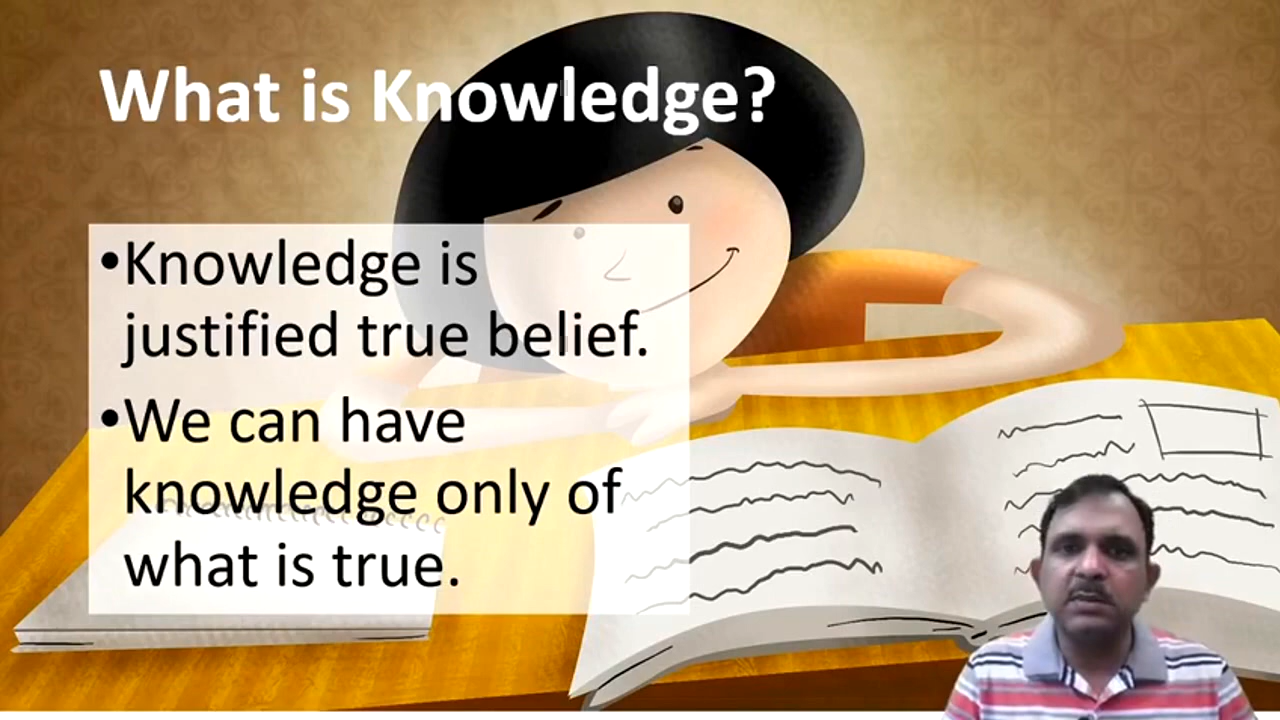 What is Knowledge?
•Knowledge is
justified true belief.
•We can have
knowledge only of
what is true.